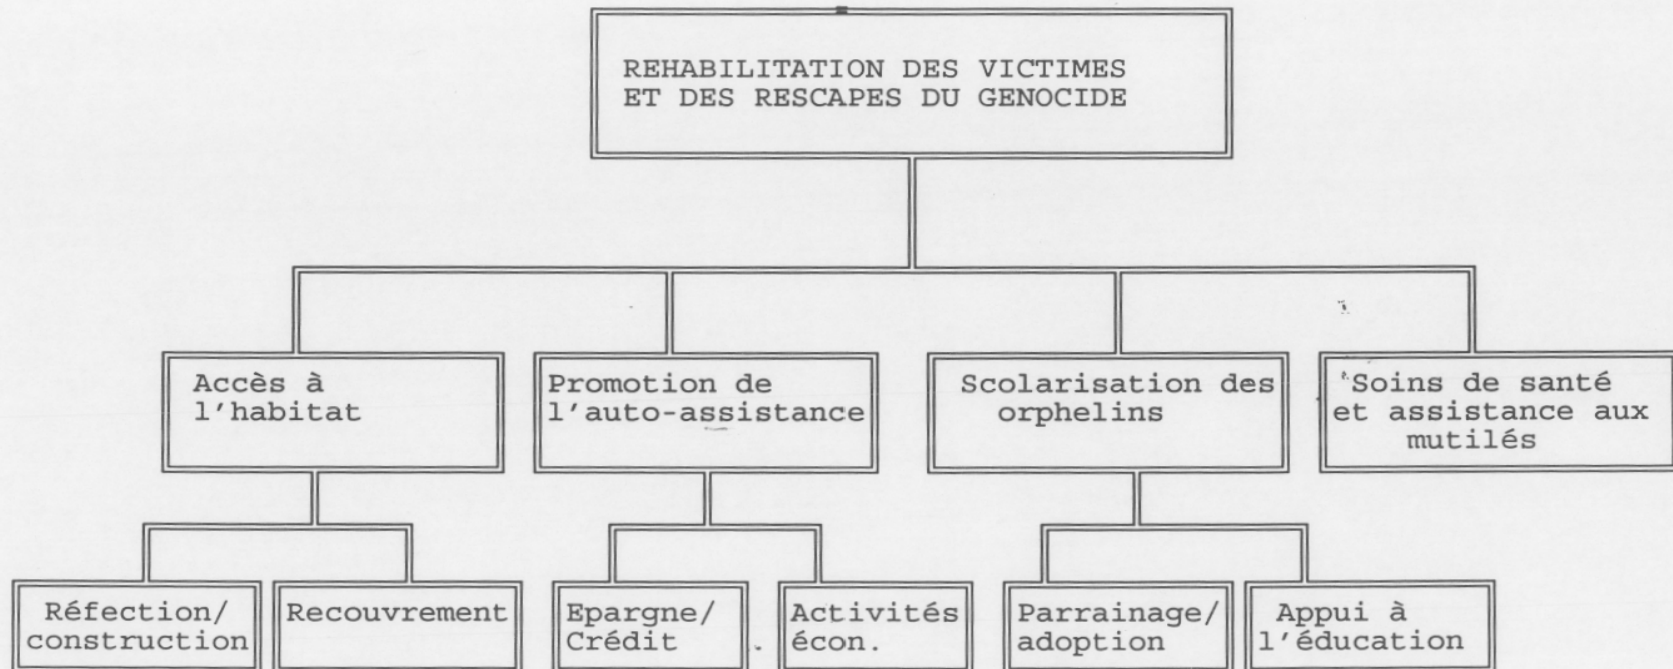 REHABILITATION DES VICTIMES
ET DES RESCAPES DU GENOCIDE
Accès à
l'habitat
Promotion de
l'auto-assistance
Scolarisation des
orphelins
Soins de santé
et assistance aux
mutilés
Réfection/
construction
Recouvrement
Epargne/
Crédit
Activités
écon.
Parrainage/
adoption
Appui à
l'éducation